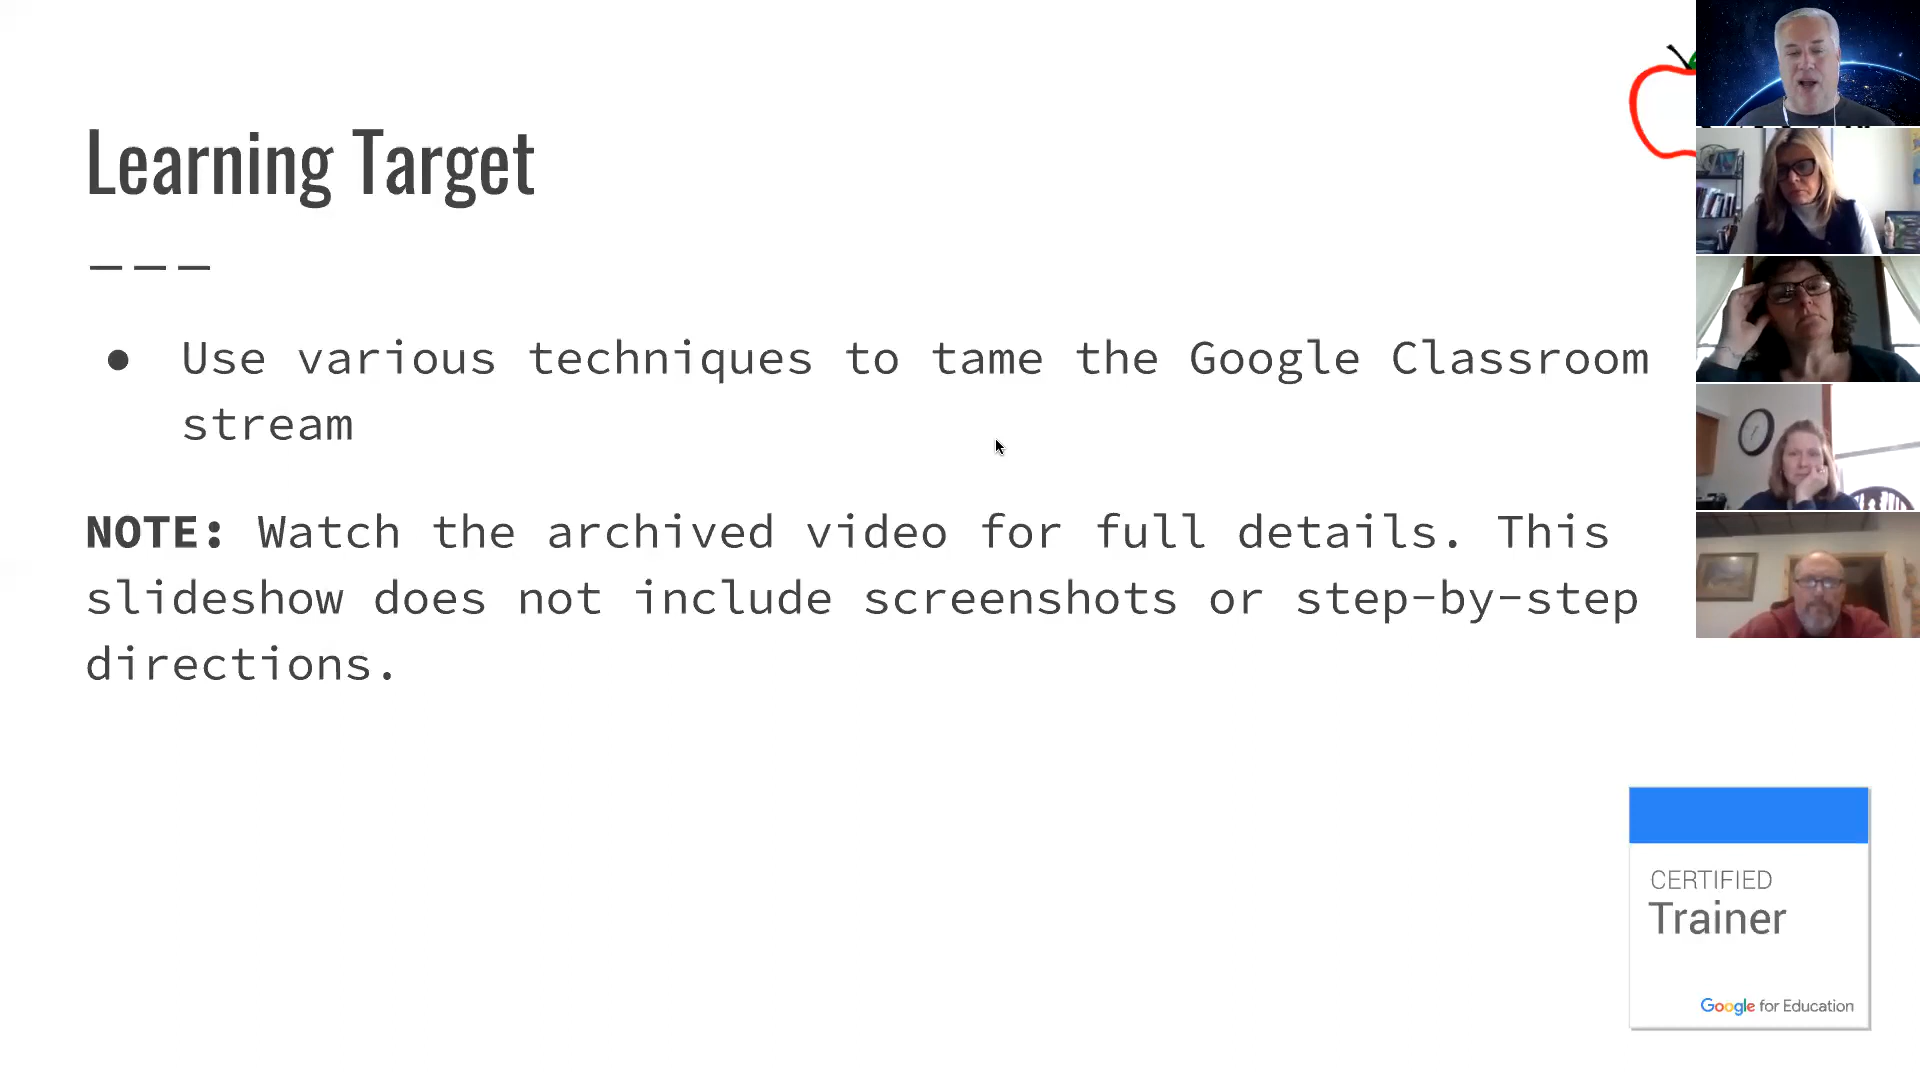 Learning Target
● Use various techniques to tame the Google Classroom
stream
NOTE: Watch the archived video for full details. This
slideshow does not include screenshots or step-by-step
directions.
CERTIFIED
Trainer
Google for Education